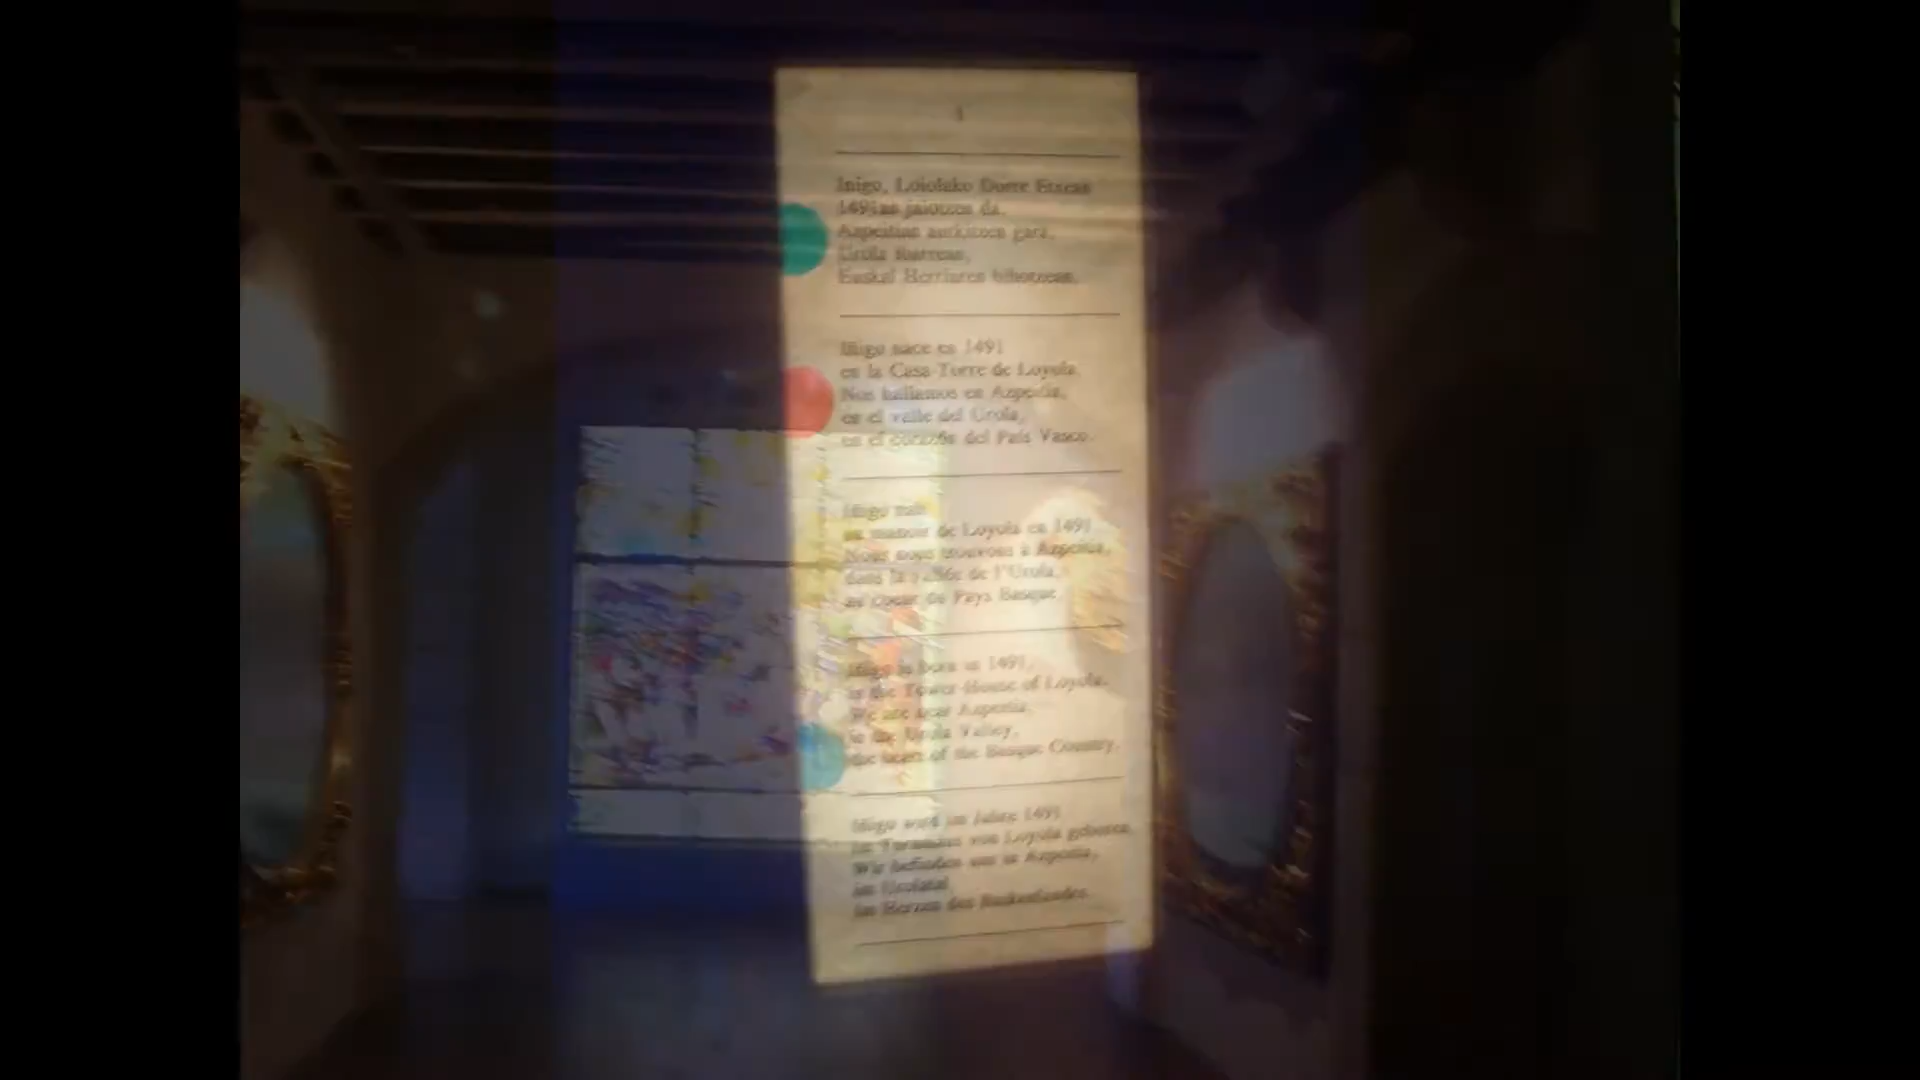 1
Inigo, Loiolako Dorre Etxean
1491an jaiotzen da.
Azpeitian aurkitzen gara,
Urola ibarrean,
Euskal Herriaren bihotzean.
Iñigo nace en 1491
en la Casa-Torre de Loyola.
Nos hallamos en Azpeitia,
en el valle del Urola,
en el corazón del País Vasco.
Iñigo naît
au manoir de Loyola en 1491
Nous nous trouvons à Azpeitia,
dans la vallée de l'Urola,
au coeur du Pays Basque.
Iñigo is born in 1491,
in the Tower-House of Loyola.
We are near Azpeitia
in the Urola Valley,
the heart of the Basque Country.
Iñigo wird im Jahre 1491
im Turmhaus von Loyola geboren.
Wir befinden uns in Azpeitia,
im Urolatal
im Herzen des Baskenlandes.